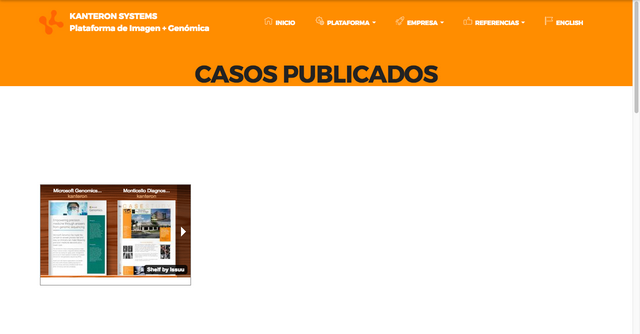 KANTERON SYSTEMS
Plataforma de Imagen + Genómica
INICIO
PLATAFORMA
EMPRESA
REFERENCIAS
ENGLISH
CASOS PUBLICADOS
Microsoft Genomics...
kanteron
Monticello Diagnos...
kanteron
Shelf by Issuu